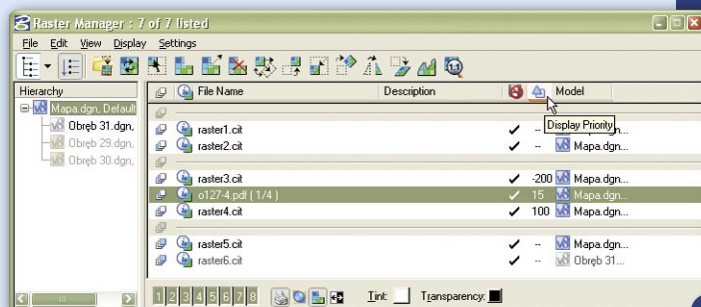 Raster Manager : 7 of 7 listed
File Edit View Display Settings
Hierarchy
Mapa.dgn, Default
Obręb 31.dgn,
Obręb 29.dgn,
Obręb 30.dgn,
File Name Description Model
Display Priority
raster1.cit -- n...
raster2.cit -- Mapa.dgn...
raster3.cit -200 Mapa.dgn...
o127-4.pdf ( 1/4 ) 15 Mapa.dgn...
raster4.cit 100 Mapa.dgn...
raster5.cit -- Mapa.dgn...
raster6.cit -- Obręb 31...
1 2 3 4 5 6 7 8 Tint: Transparency: